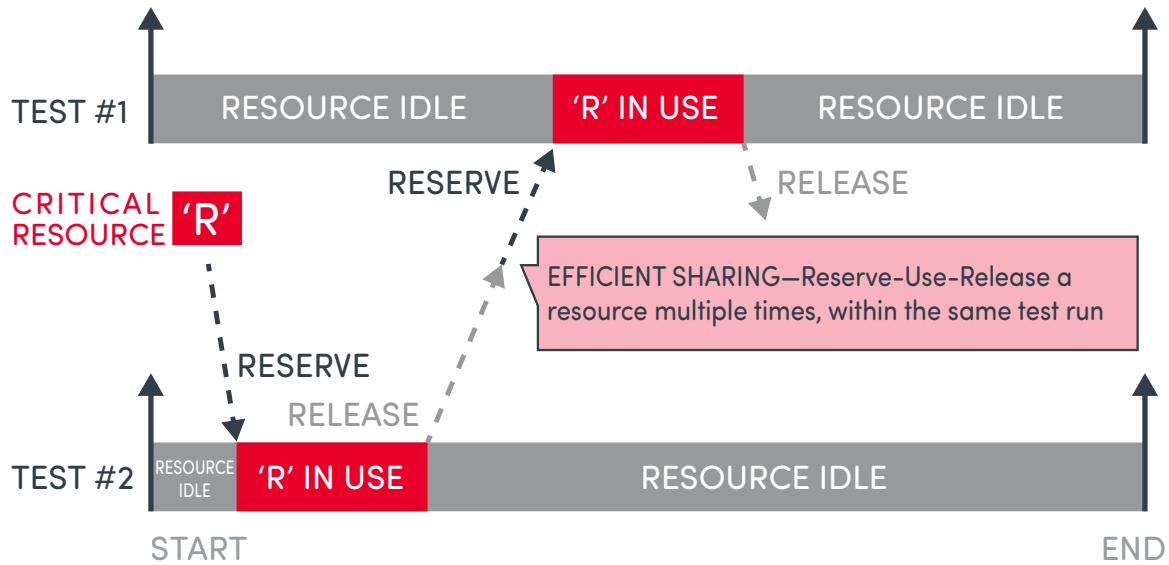 TEST #1
RESOURCE IDLE
'R' IN USE
RESOURCE IDLE
RESERVE
RELEASE
CRITICAL
RESOURCE
'R'
EFFICIENT SHARING—Reserve-Use-Release a
resource multiple times, within the same test run
RESERVE
RELEASE
TEST #2
RESOURCE
IDLE
'R' IN USE
RESOURCE IDLE
START
END